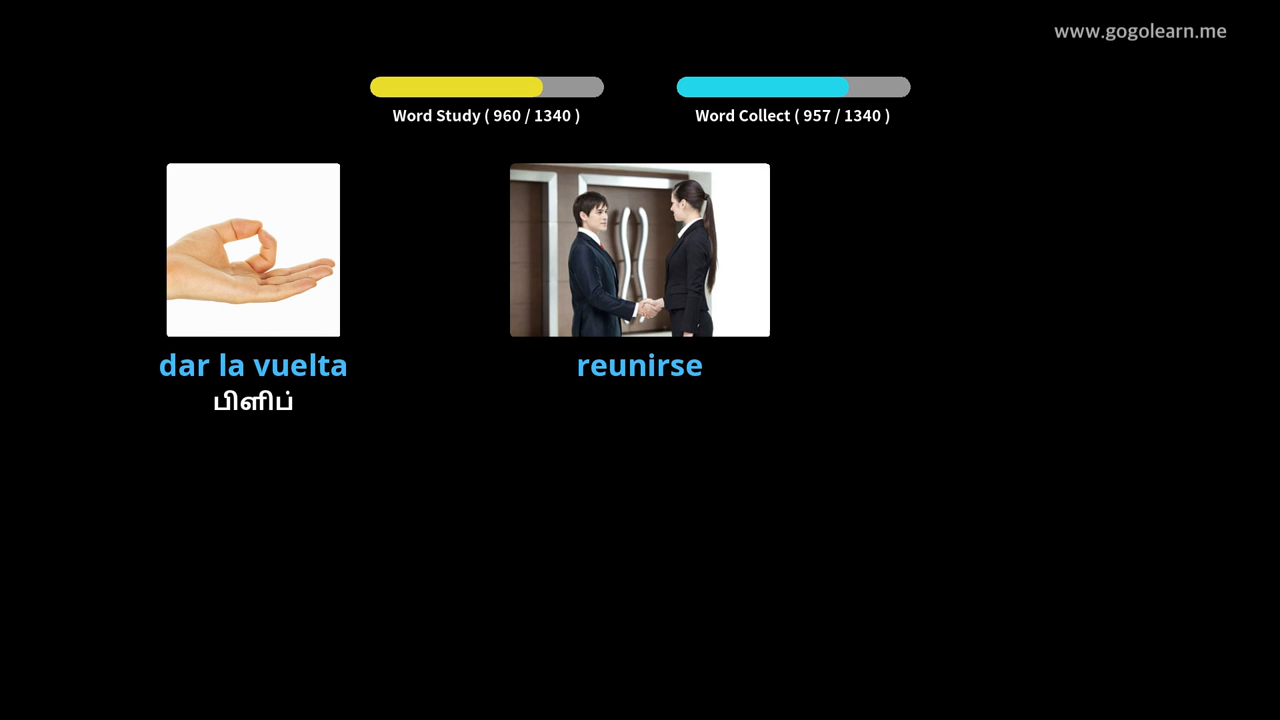 www.gogolearn.me
Word Study ( 960 / 1340 )
Word Collect ( 957 / 1340 )
dar la vuelta
பிளிப்
reunirse